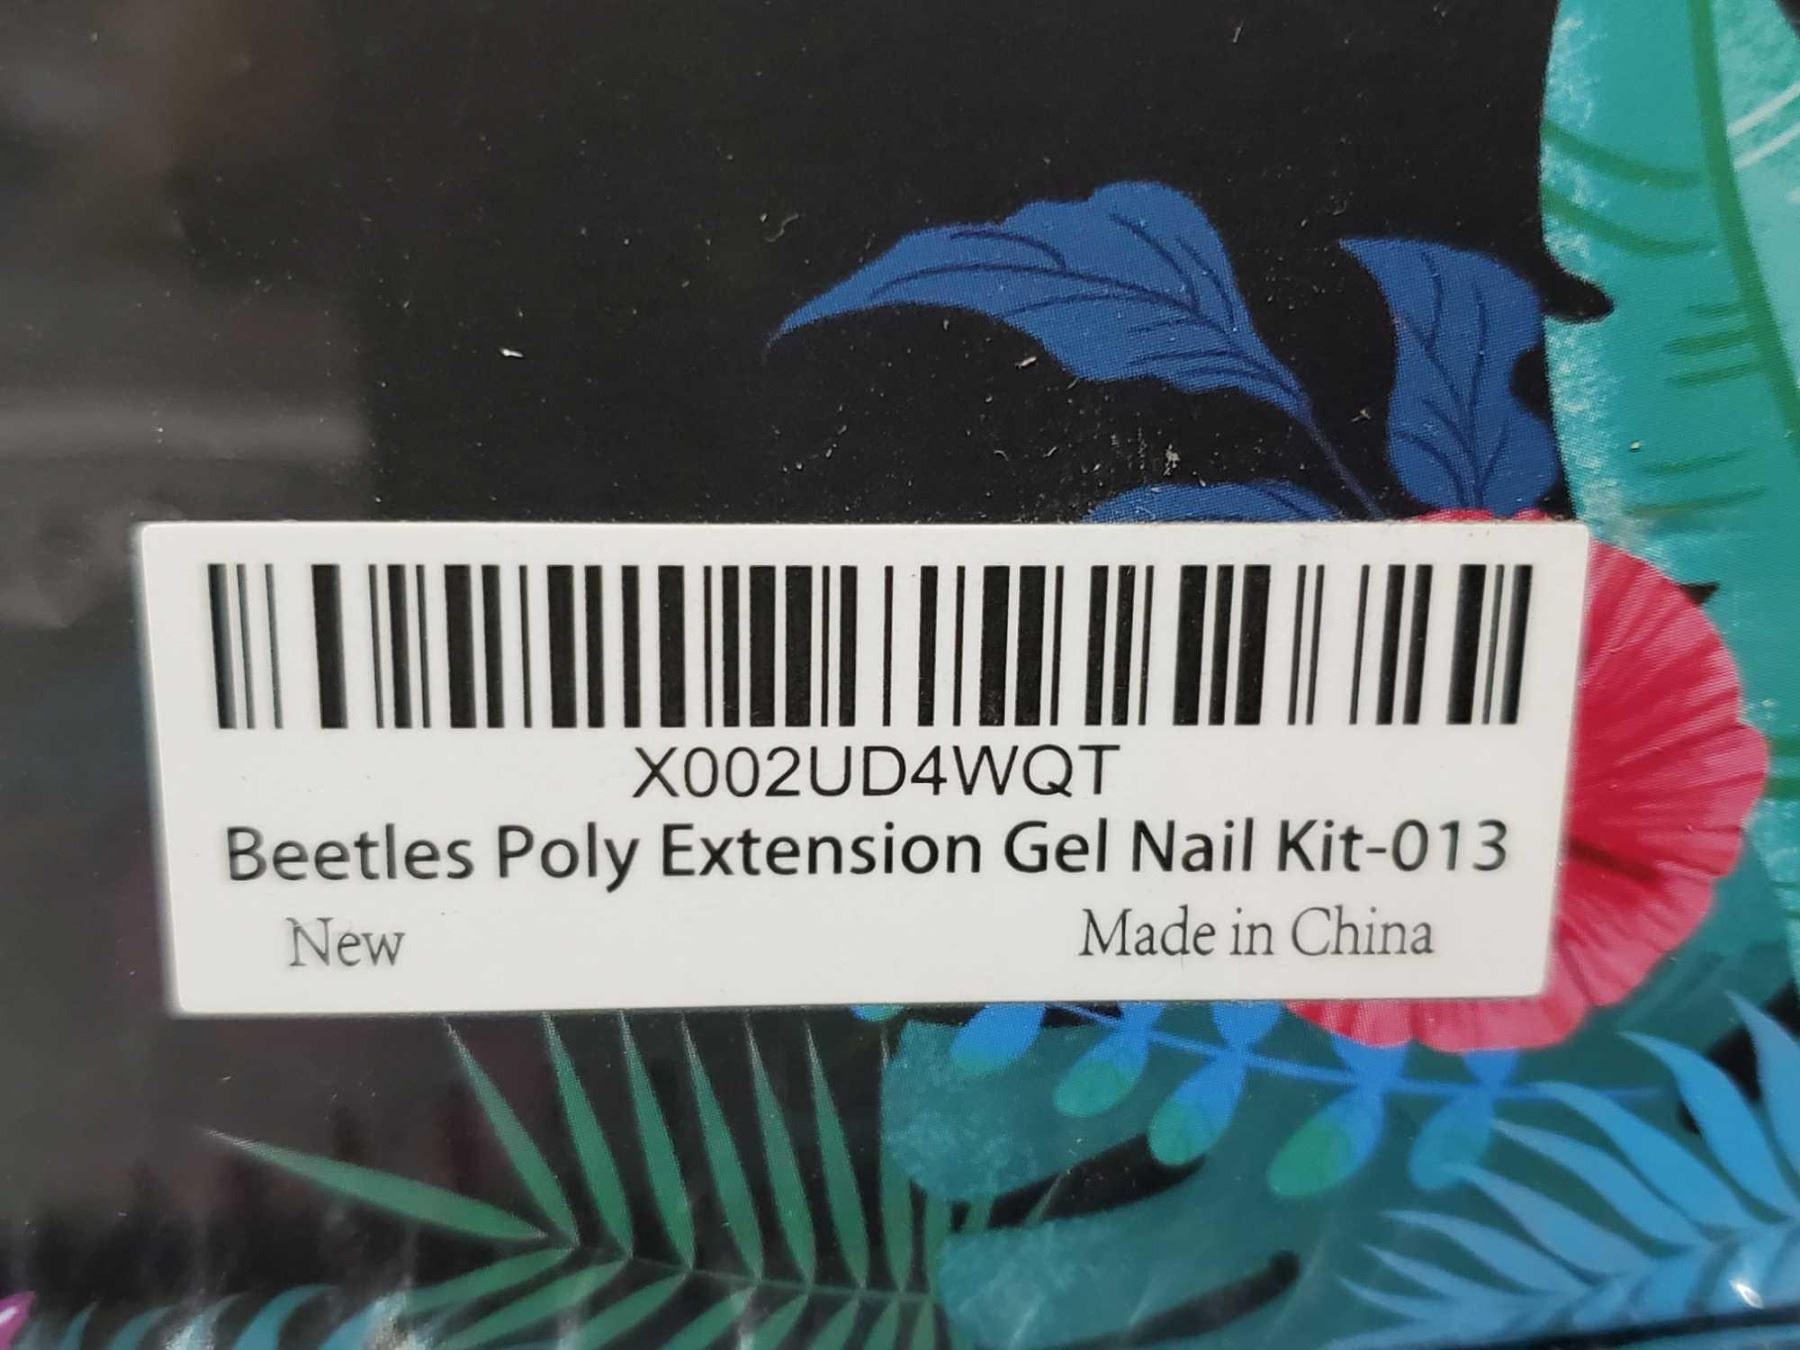 X002UD4WQT
Beetles Poly Extension Gel Nail Kit-013
New
Made in China